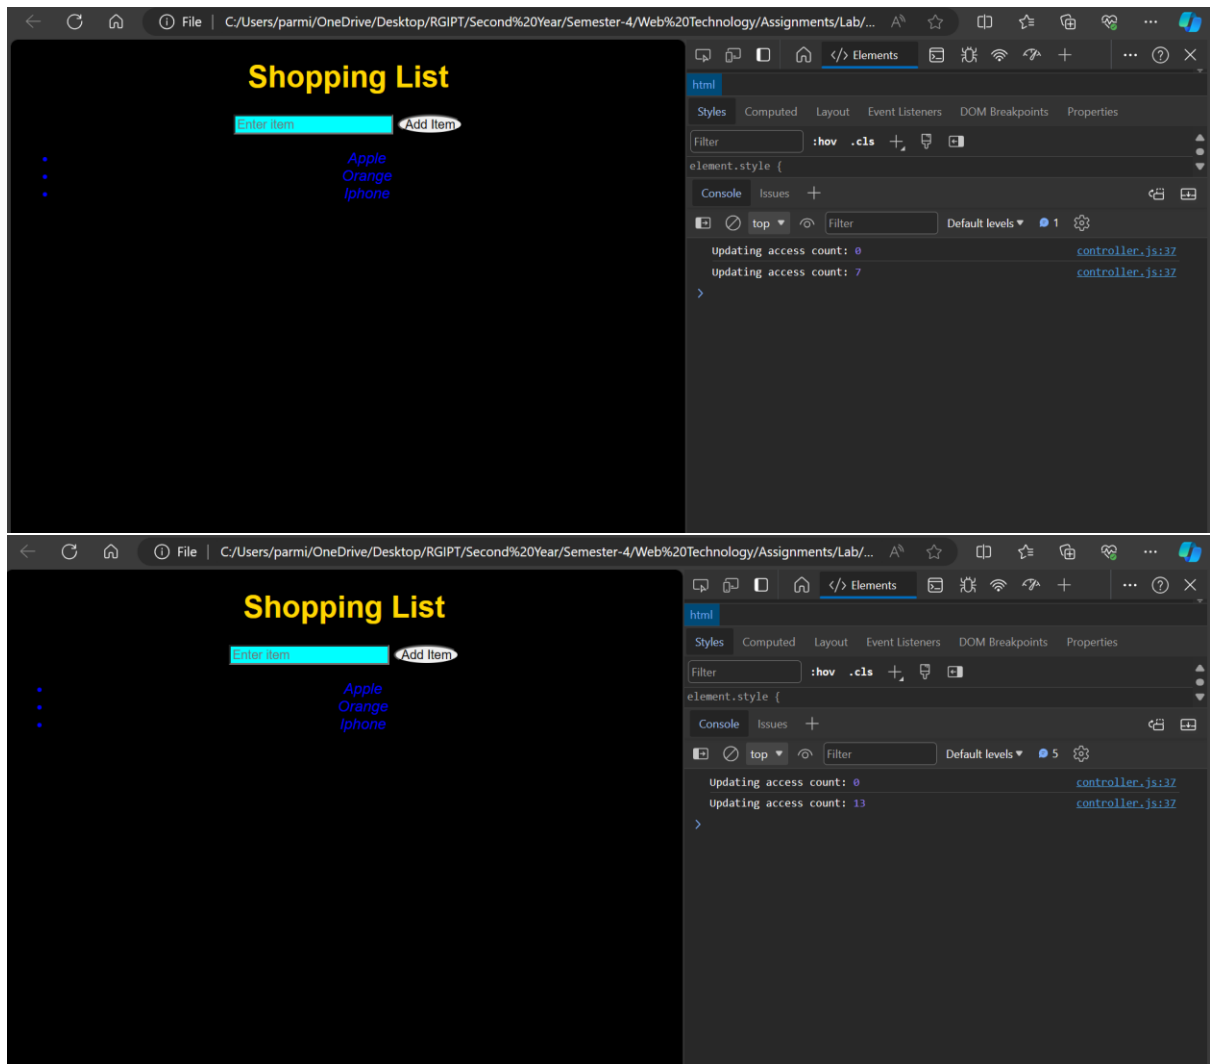 File | C:/Users/parmi/OneDrive/Desktop/RGIPT/Second%20Year/Semester-4/Web%20Technology/Assignments/Lab/...
Shopping List
Enter item Add Item
Apple
Orange
Iphone
</> Elements
html
Styles Computed Layout Event Listeners DOM Breakpoints Properties
Filter :hov .cls
element.style {
Console Issues
top Filter Default levels 1
Updating access count: 0 controller.js:37
Updating access count: 7 controller.js:37
File | C:/Users/parmi/OneDrive/Desktop/RGIPT/Second%20Year/Semester-4/Web%20Technology/Assignments/Lab/...
Shopping List
Enter item Add Item
Apple
Orange
Iphone
</> Elements
html
Styles Computed Layout Event Listeners DOM Breakpoints Properties
Filter :hov .cls
element.style {
Console Issues
top Filter Default levels 5
Updating access count: 0 controller.js:37
Updating access count: 13 controller.js:37